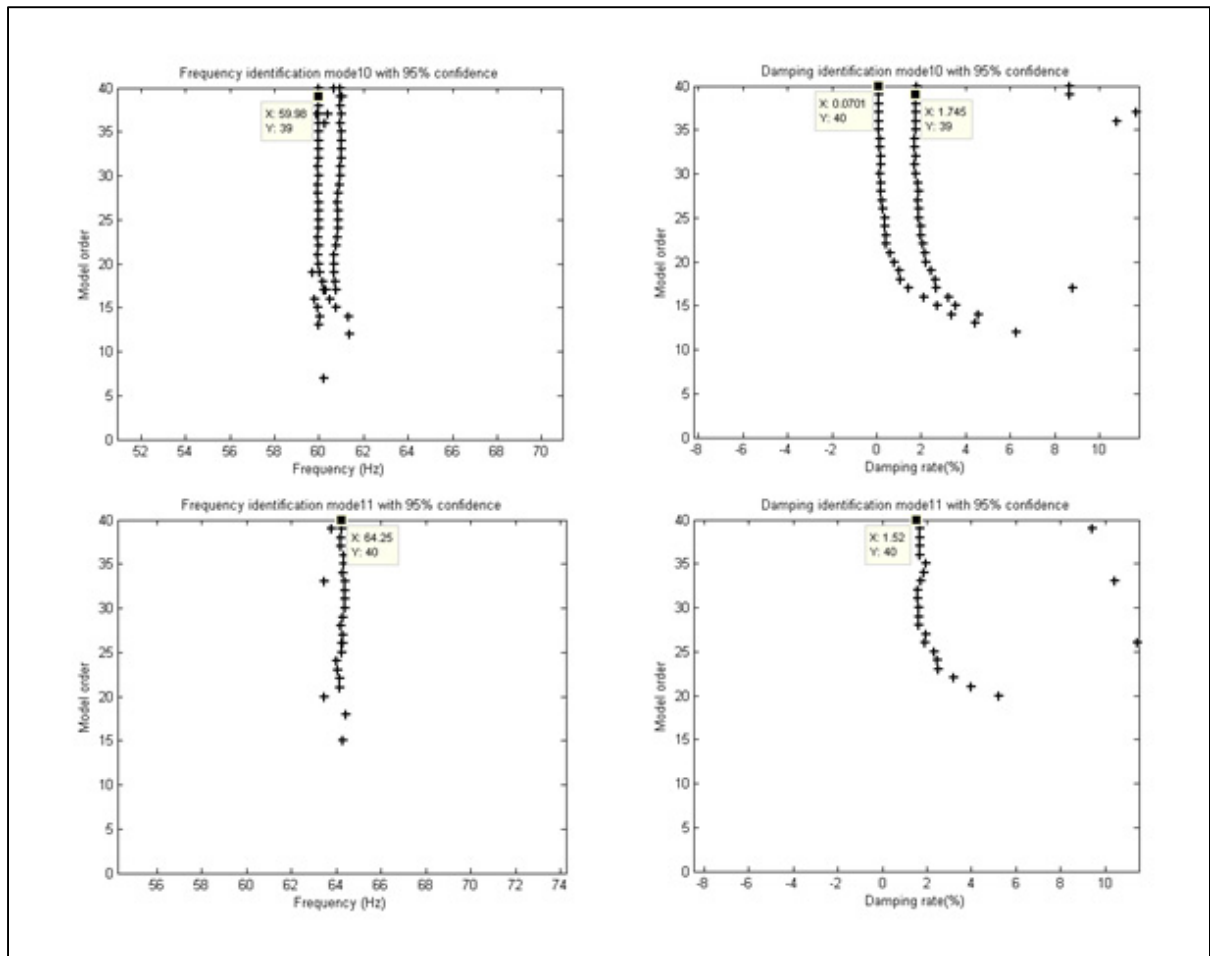 Frequency identification mode10 with 95% confidence
40
35
30
25
20
15
10
5
0
Model order
X: 59.98
Y: 39
52 54 56 58 60 62 64 66 68 70
Frequency (Hz)
Damping identification mode10 with 95% confidence
40
35
30
25
20
15
10
5
0
Model order
X: 0.0701
Y: 40
X: 1.745
Y: 39
-8 -6 -4 -2 0 2 4 6 8 10
Damping rate(%)
Frequency identification mode11 with 95% confidence
40
35
30
25
20
15
10
5
0
Model order
X: 64.25
Y: 40
56 58 60 62 64 66 68 70 72 74
Frequency (Hz)
Damping identification mode11 with 95% confidence
40
35
30
25
20
15
10
5
0
Model order
X: 1.52
Y: 40
-8 -6 -4 -2 0 2 4 6 8 10
Damping rate(%)